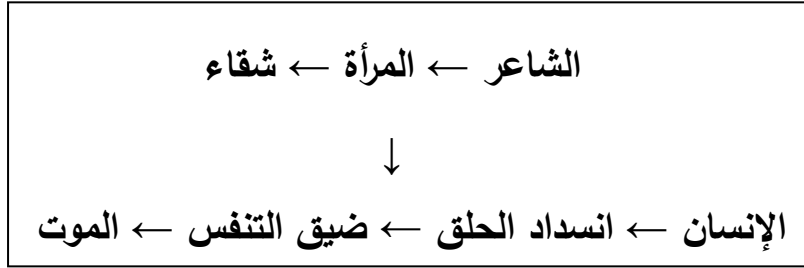 الشاعر ← المرأة ← شقاء
↓
الإنسان ← انسداد الحلق ← ضيق التنفس ← الموت